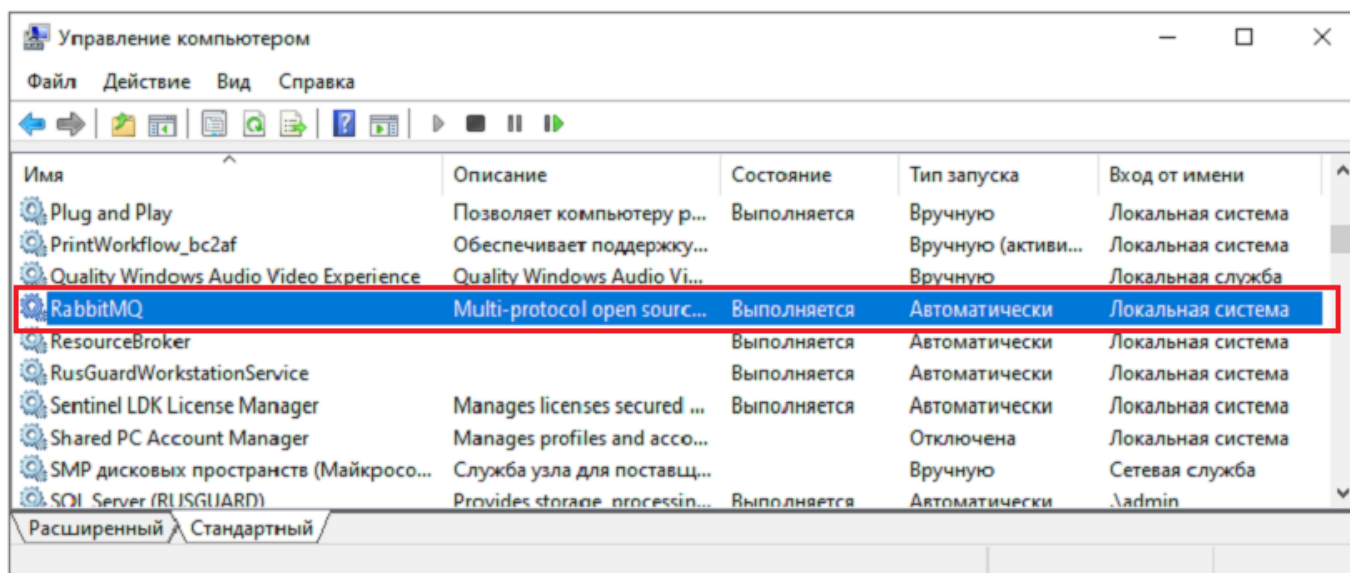 Управление компьютером
Файл Действие Вид Справка
Имя Описание Состояние Тип запуска Вход от имени
Plug and Play Позволяет компьютеру р... Выполняется Вручную Локальная система
PrintWorkflow_bc2af Обеспечивает поддержку... Вручную (активи... Локальная система
Quality Windows Audio Video Experience Quality Windows Audio Vi... Вручную Локальная служба
RabbitMQ Multi-protocol open sourc... Выполняется Автоматически Локальная система
ResourceBroker Выполняется Автоматически Локальная система
RusGuardWorkstationService Выполняется Автоматически Локальная система
Sentinel LDK License Manager Manages licenses secured ... Выполняется Автоматически Локальная система
Shared PC Account Manager Manages profiles and acco... Отключена Локальная система
SMP дисковых пространств (Майкросо... Служба узла для поставщ... Вручную Сетевая служба
SQL Server (RUSGUARD) Provides storage, processin... Выполняется Автоматически .\admin
Расширенный Стандартный